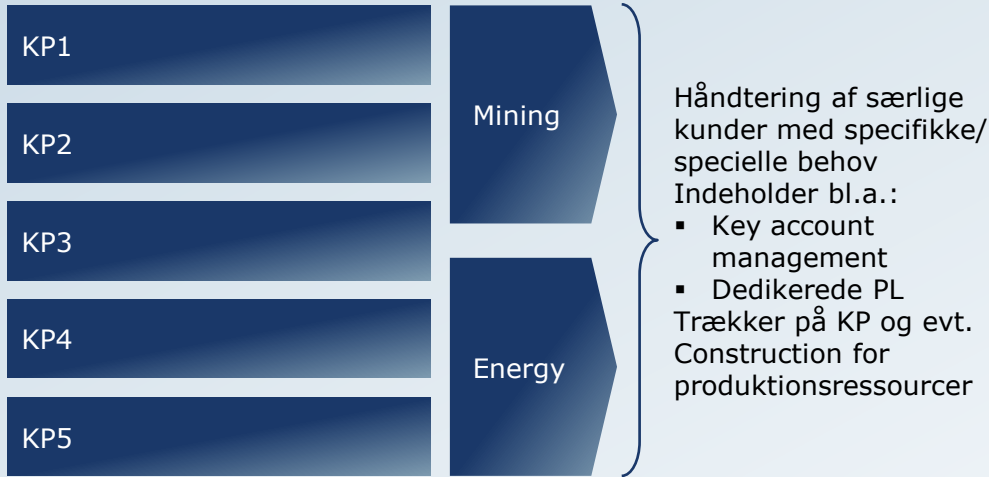 KP1
KP2
KP3
KP4
KP5
Mining
Energy
Håndtering af særlige
kunder med specifikke/
specielle behov
Indeholder bl.a.:
▪ Key account
management
▪ Dedikerede PL
Trækker på KP og evt.
Construction for
produktionsressourcer